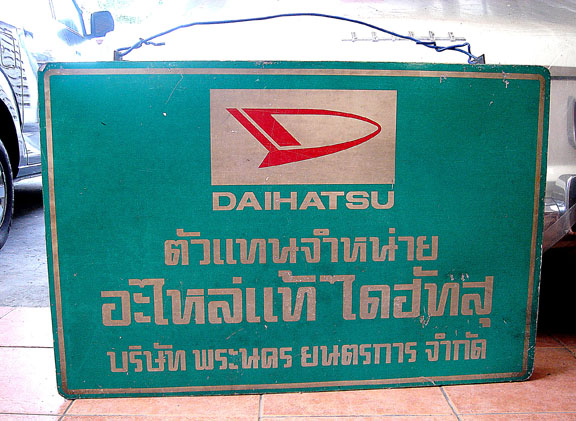 DAIHATSU
ตัวแทนจำหน่าย
อะไหล่แท้ ไดฮัทสุ
บริษัท พระนคร ยนตรการ จำกัด